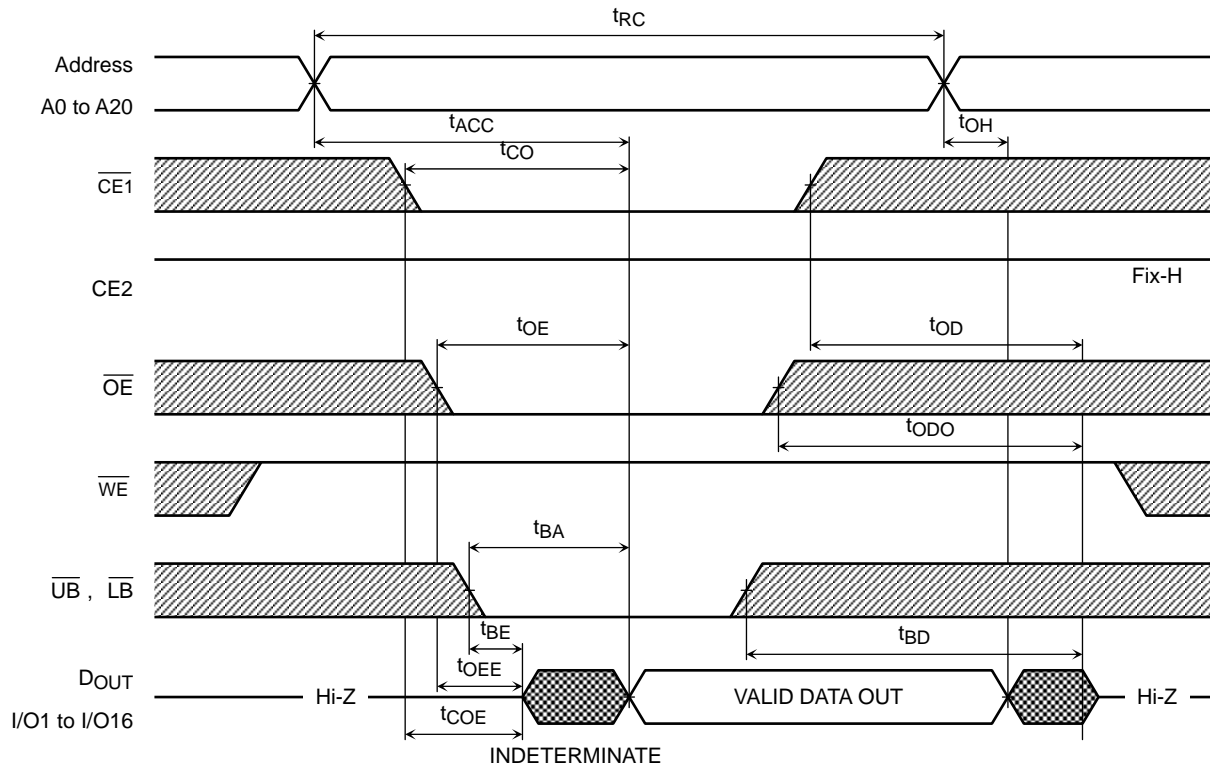 tRC
Address
A0 to A20
tACC
tOH
tCO
CE1
Fix-H
CE2
tOE
tOD
OE
tODO
WE
tBA
UB , LB
tBE
tBD
tOEE
DOUT
Hi-Z
VALID DATA OUT
Hi-Z
I/O1 to I/O16
tCOE
INDETERMINATE